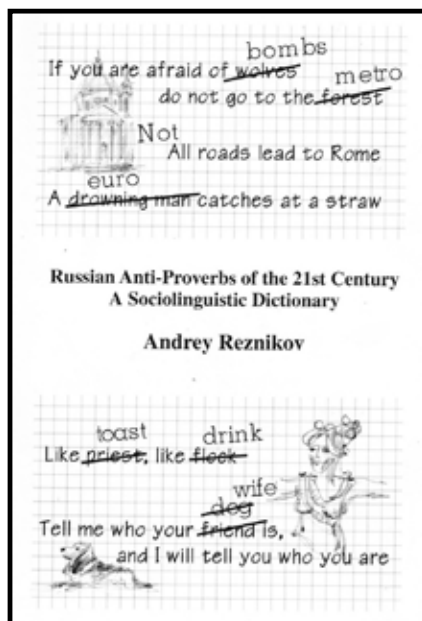 bombs
If you are afraid of wolves
metro
do not go to the forest
Not
All roads lead to Rome
euro
A drowning man catches at a straw
Russian Anti-Proverbs of the 21st Century
A Sociolinguistic Dictionary
Andrey Reznikov
toast drink
Like priest, like flock
wife
dog
Tell me who your friend is,
and I will tell you who you are